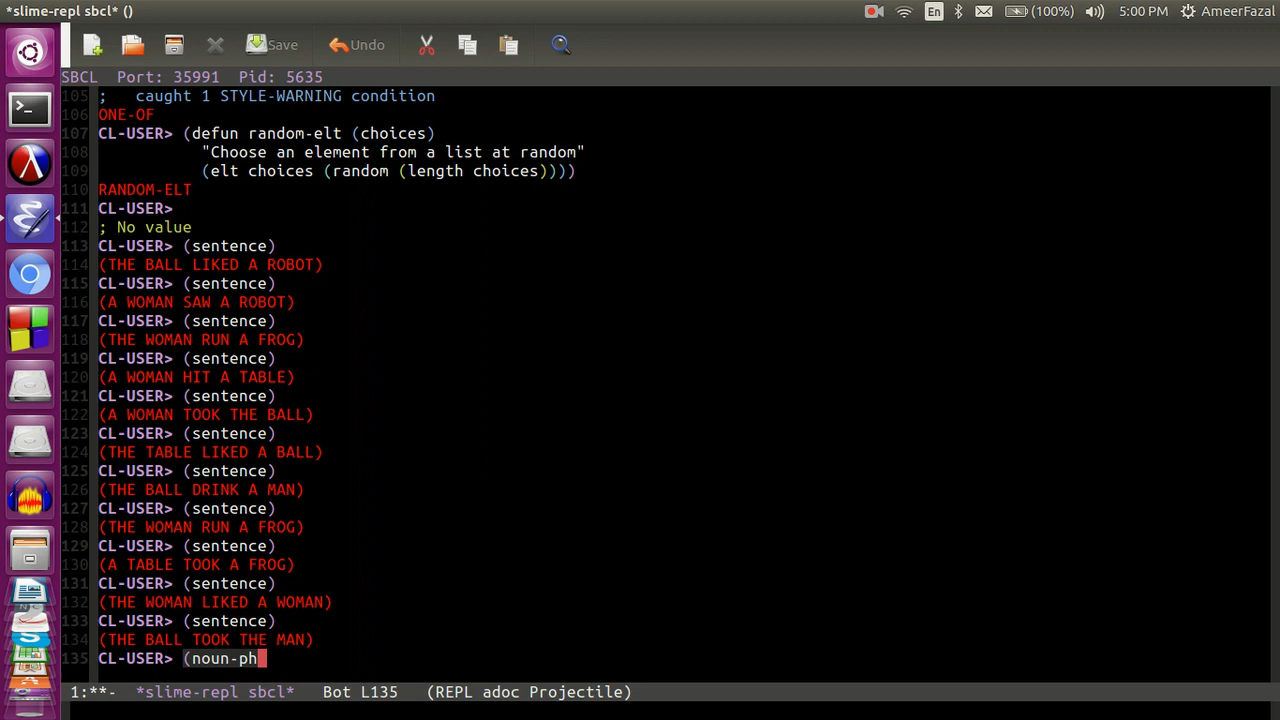 *slime-repl sbcl* ()
En
(100%)
5:00 PM
AmeerFazal
Save
Undo
SBCL Port: 35991 Pid: 5635
105 ;   caught 1 STYLE-WARNING condition
106 ONE-OF
107 CL-USER> (defun random-elt (choices)
108 "Choose an element from a list at random"
109 (elt choices (random (length choices))))
110 RANDOM-ELT
111 CL-USER>
112 ; No value
113 CL-USER> (sentence)
114 (THE BALL LIKED A ROBOT)
115 CL-USER> (sentence)
116 (A WOMAN SAW A ROBOT)
117 CL-USER> (sentence)
118 (THE WOMAN RUN A FROG)
119 CL-USER> (sentence)
120 (A WOMAN HIT A TABLE)
121 CL-USER> (sentence)
122 (A WOMAN TOOK THE BALL)
123 CL-USER> (sentence)
124 (THE TABLE LIKED A BALL)
125 CL-USER> (sentence)
126 (THE BALL DRINK A MAN)
127 CL-USER> (sentence)
128 (THE WOMAN RUN A FROG)
129 CL-USER> (sentence)
130 (A TABLE TOOK A FROG)
131 CL-USER> (sentence)
132 (THE WOMAN LIKED A WOMAN)
133 CL-USER> (sentence)
134 (THE BALL TOOK THE MAN)
135 CL-USER> (noun-ph
1:**-  *slime-repl sbcl*   Bot L135   (REPL adoc Projectile)